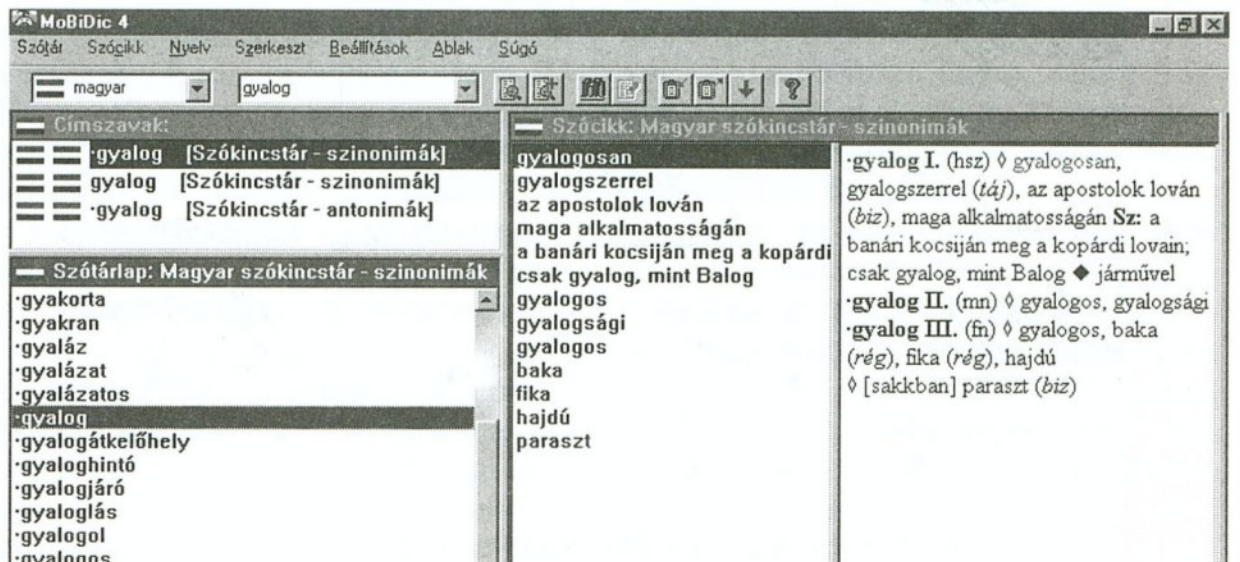 MoBiDic 4
Szótár Szócikk Nyelv Szerkeszt Beállítások Ablak Súgó
magyar gyalog
Címszavak:
·gyalog [Szókincstár - szinonimák]
gyalog [Szókincstár - szinonimák]
·gyalog [Szókincstár - antonimák]
Szótárlap: Magyar szókincstár - szinonimák
·gyakorta
·gyakran
·gyaláz
·gyalázat
·gyalázatos
·gyalog
·gyalogátkelőhely
·gyaloghintó
·gyalogjáró
·gyaloglás
·gyalogol
·gyalogos
Szócikk: Magyar szókincstár - szinonimák
gyalogosan
gyalogszerrel
az apostolok lován
maga alkalmatosságán
a banári kocsiján meg a kopárdi
csak gyalog, mint Balog
gyalogos
gyalogsági
gyalogos
baka
fika
hajdú
paraszt
·gyalog I. (hsz) ◊ gyalogosan,
gyalogszerrel (táj), az apostolok lován
(biz), maga alkalmatosságán Sz: a
banári kocsiján meg a kopárdi lovain;
csak gyalog, mint Balog ◆ járművel
·gyalog II. (mn) ◊ gyalogos, gyalogsági
·gyalog III. (fn) ◊ gyalogos, baka
(rég), fika (rég), hajdú
◊ [sakkban] paraszt (biz)